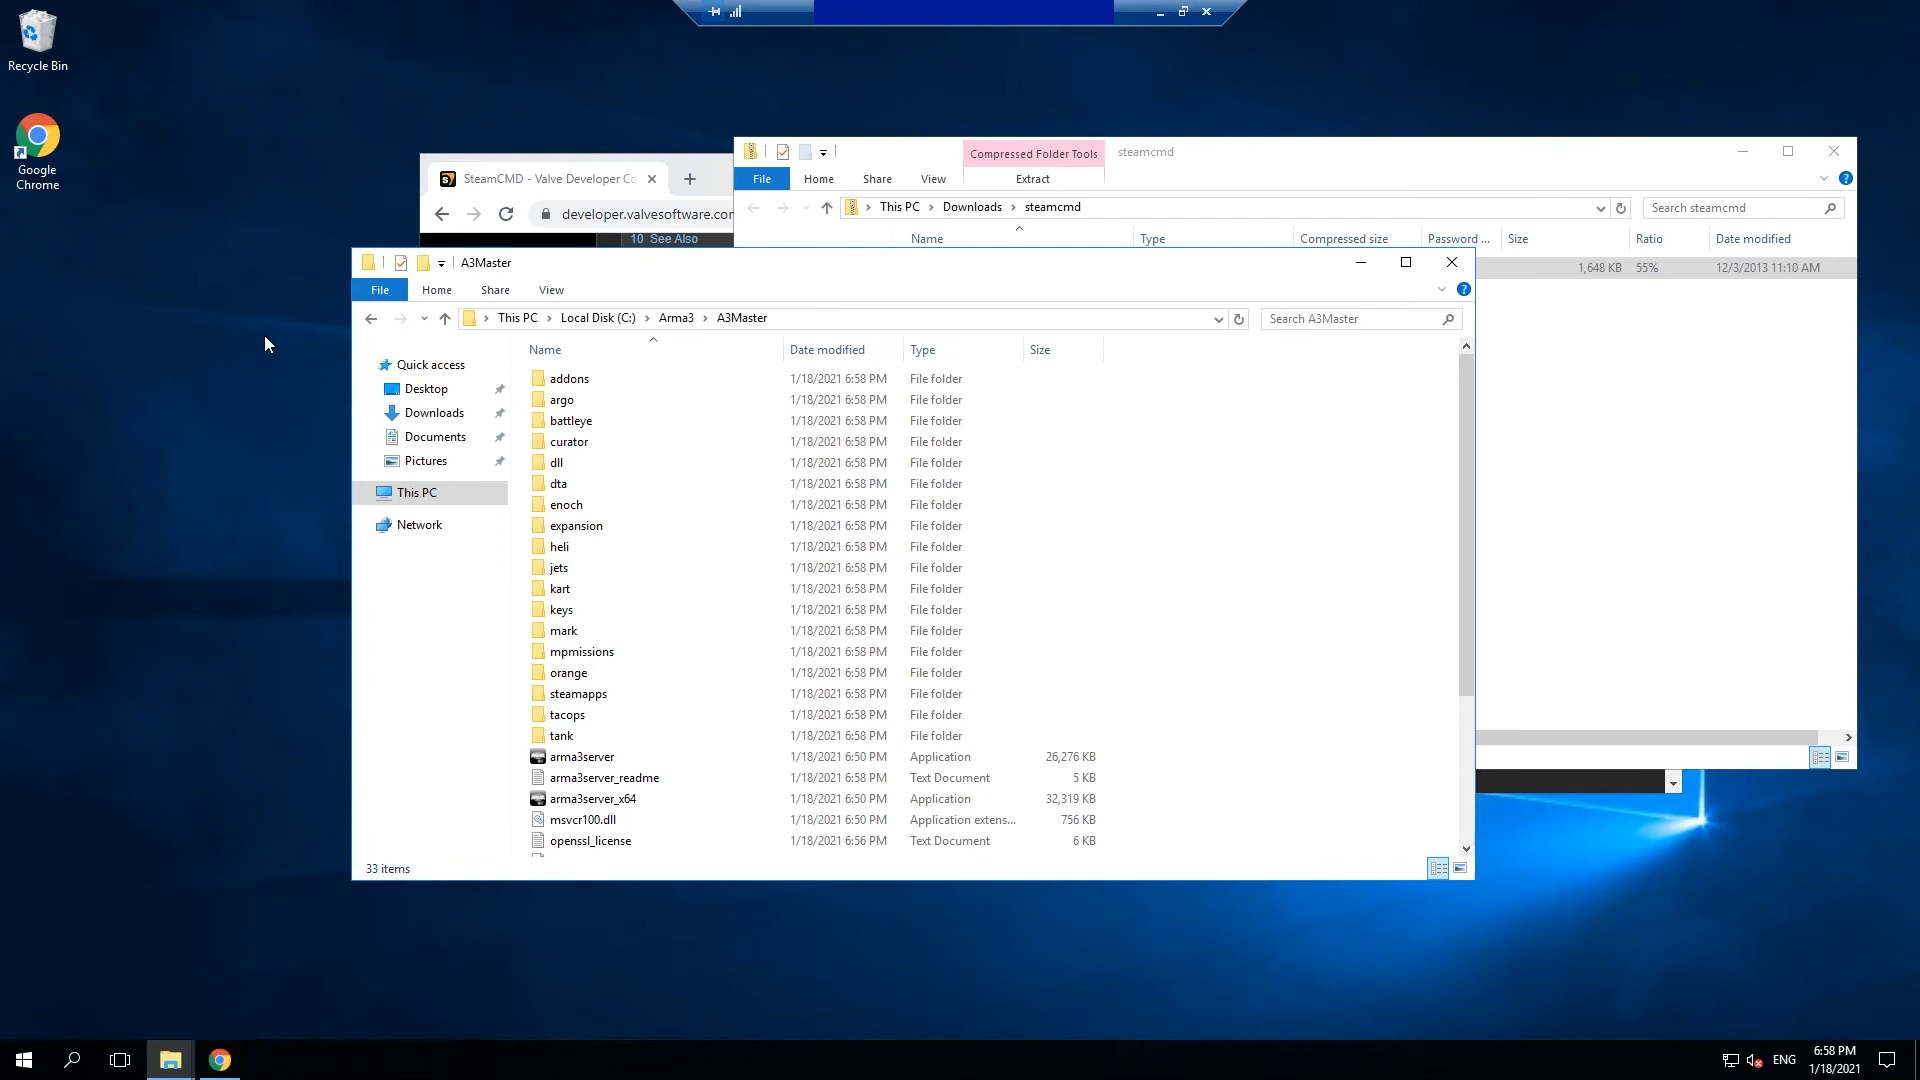 Recycle Bin
Google
Chrome
SteamCMD - Valve Developer Co
developer.valvesoftware.com
10 See Also
Compressed Folder Tools
steamcmd
File
Home
Share
View
Extract
This PC
Downloads
steamcmd
Search steamcmd
Name
Type
Compressed size
Password ...
Size
Ratio
Date modified
1,648 KB
55%
12/3/2013 11:10 AM
A3Master
File
Home
Share
View
This PC
Local Disk (C:)
Arma3
A3Master
Search A3Master
Quick access
Desktop
Downloads
Documents
Pictures
This PC
Network
Name Date modified Type Size
addons 1/18/2021 6:58 PM File folder
argo 1/18/2021 6:58 PM File folder
battleye 1/18/2021 6:58 PM File folder
curator 1/18/2021 6:58 PM File folder
dll 1/18/2021 6:58 PM File folder
dta 1/18/2021 6:58 PM File folder
enoch 1/18/2021 6:58 PM File folder
expansion 1/18/2021 6:58 PM File folder
heli 1/18/2021 6:58 PM File folder
jets 1/18/2021 6:58 PM File folder
kart 1/18/2021 6:58 PM File folder
keys 1/18/2021 6:58 PM File folder
mark 1/18/2021 6:58 PM File folder
mpmissions 1/18/2021 6:58 PM File folder
orange 1/18/2021 6:58 PM File folder
steamapps 1/18/2021 6:58 PM File folder
tacops 1/18/2021 6:58 PM File folder
tank 1/18/2021 6:58 PM File folder
arma3server 1/18/2021 6:50 PM Application 26,276 KB
arma3server_readme 1/18/2021 6:58 PM Text Document 5 KB
arma3server_x64 1/18/2021 6:50 PM Application 32,319 KB
msvcr100.dll 1/18/2021 6:50 PM Application extens... 756 KB
openssl_license 1/18/2021 6:56 PM Text Document 6 KB
33 items
ENG
6:58 PM
1/18/2021